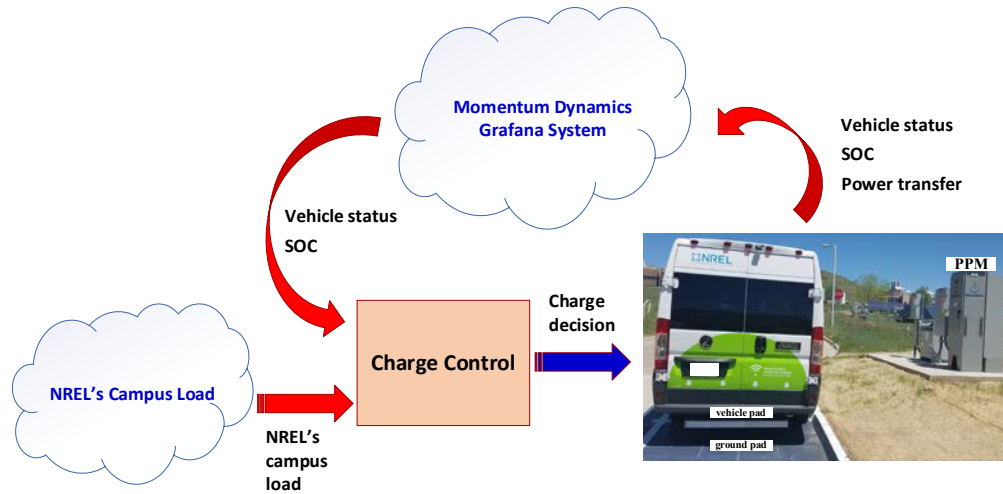 Momentum Dynamics
Grafana System
Vehicle status
SOC
Power transfer
Vehicle status
SOC
NREL
PPM
Charge
decision
Charge Control
NREL's Campus Load
vehicle pad
ground pad
NREL's
campus
load